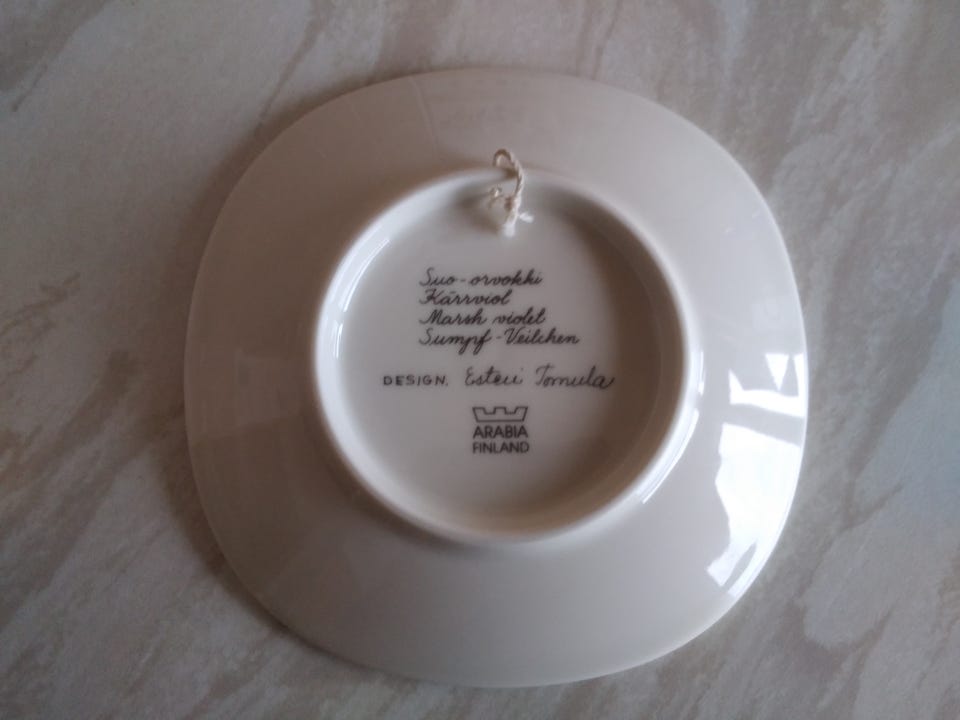 Suo-orvokki
Kärrviol
Marsh violet
Sumpf-Veilchen
DESIGN. Esteri Tomula
ARABIA
FINLAND